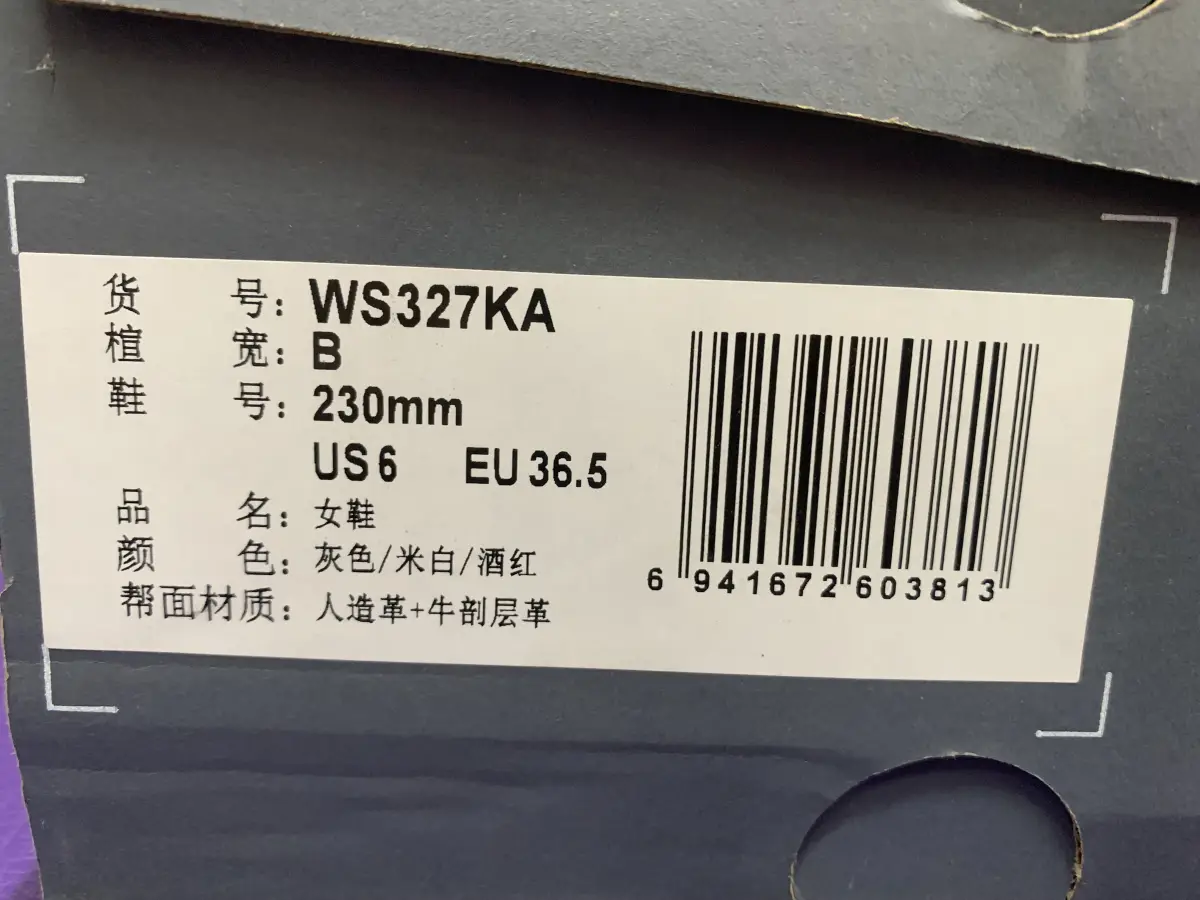 货号：WS327KA
楦宽：B
鞋号：230mm
US 6 EU 36.5
品名：女鞋
颜色：灰色/米白/酒红
帮面材质：人造革+牛剖层革
6 941672 603813